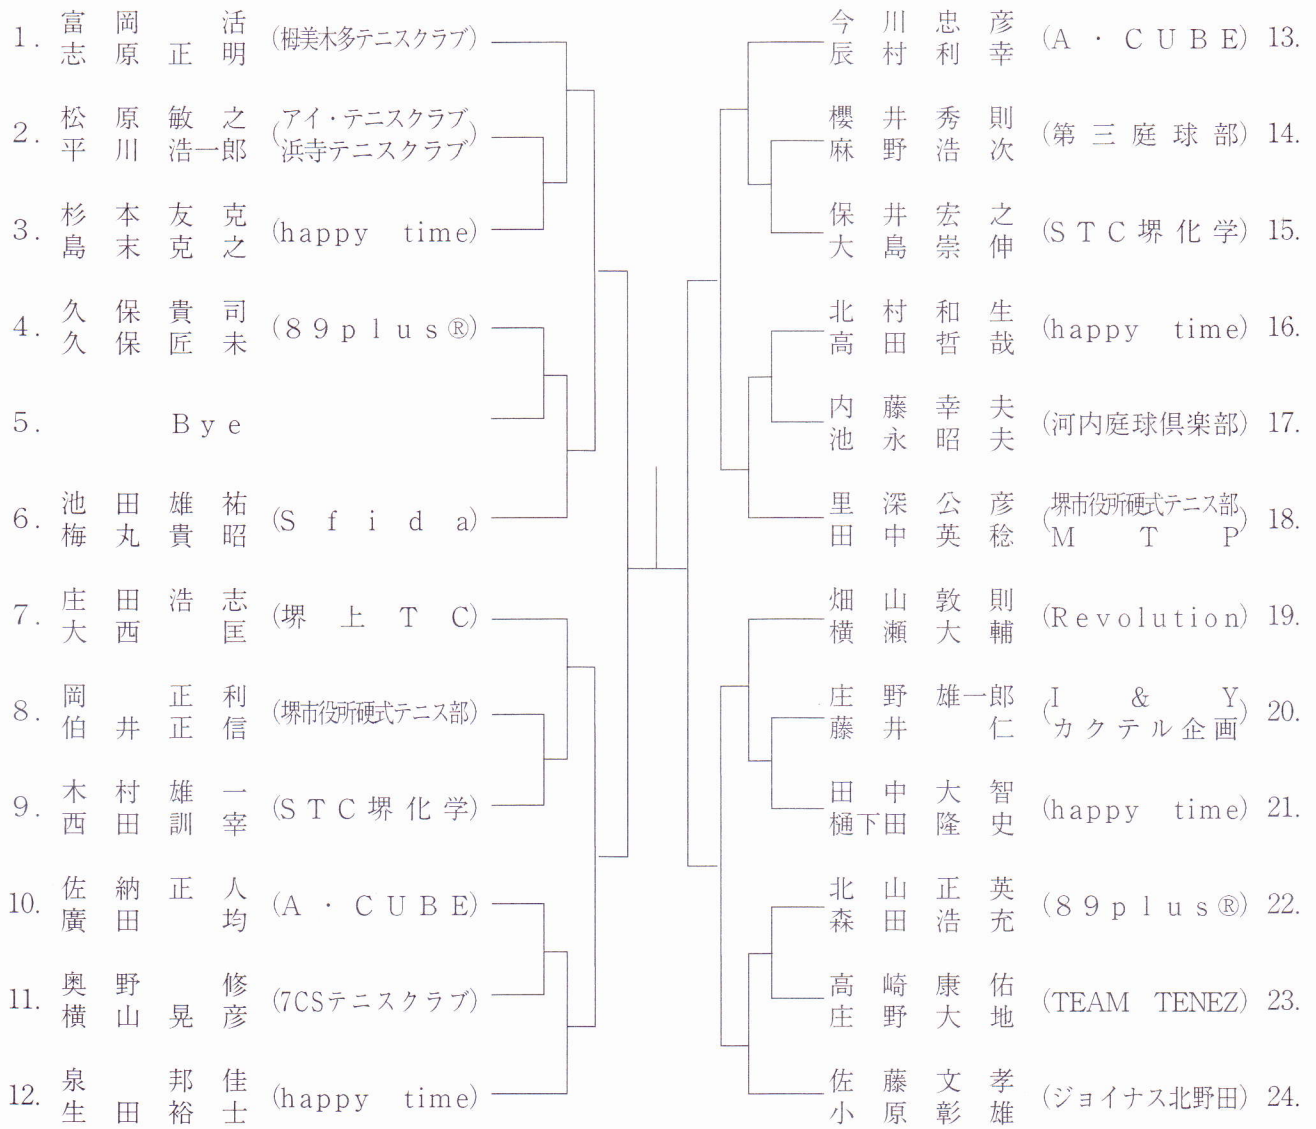 1. 富岡 活 (栂美木多テニスクラブ)
志原正明
2. 松原敏之 (アイ・テニスクラブ
平川浩一郎 浜寺テニスクラブ)
3. 杉本友克 (happy time)
島末克之
4. 久保貴司 (89plus®)
久保匠未
5. Bye
6. 池田雄祐 (Sfida)
梅丸貴昭
7. 庄田浩志 (堺上TC)
大西 匡
8. 岡 正利 (堺市役所硬式テニス部)
伯井正信
9. 木村雄一 (STC堺化学)
西田訓宰
10. 佐納正人 (A・CUBE)
廣田 均
11. 奥野 修 (7CSテニスクラブ)
横山晃彦
12. 泉 邦佳 (happy time)
生田裕士
今川忠彦 (A・CUBE) 13.
辰村利幸
櫻井秀則 (第三庭球部) 14.
麻野浩次
保井宏之 (STC堺化学) 15.
大島崇伸
北村和生 (happy time) 16.
高田哲哉
内藤幸夫 (河内庭球倶楽部) 17.
池永昭夫
里深公彦 (堺市役所硬式テニス部 18.
田中英稔 MTP)
畑山敦則 (Revolution) 19.
横瀬大輔
庄野雄一郎 (I & Y 20.
藤井 仁 カクテル企画)
田中大智 (happy time) 21.
樋下田隆史
北山正英 (89plus®) 22.
森田浩充
高崎康佑 (TEAM TENEZ) 23.
庄野大地
佐藤文孝 (ジョイナス北野田) 24.
小原彰雄